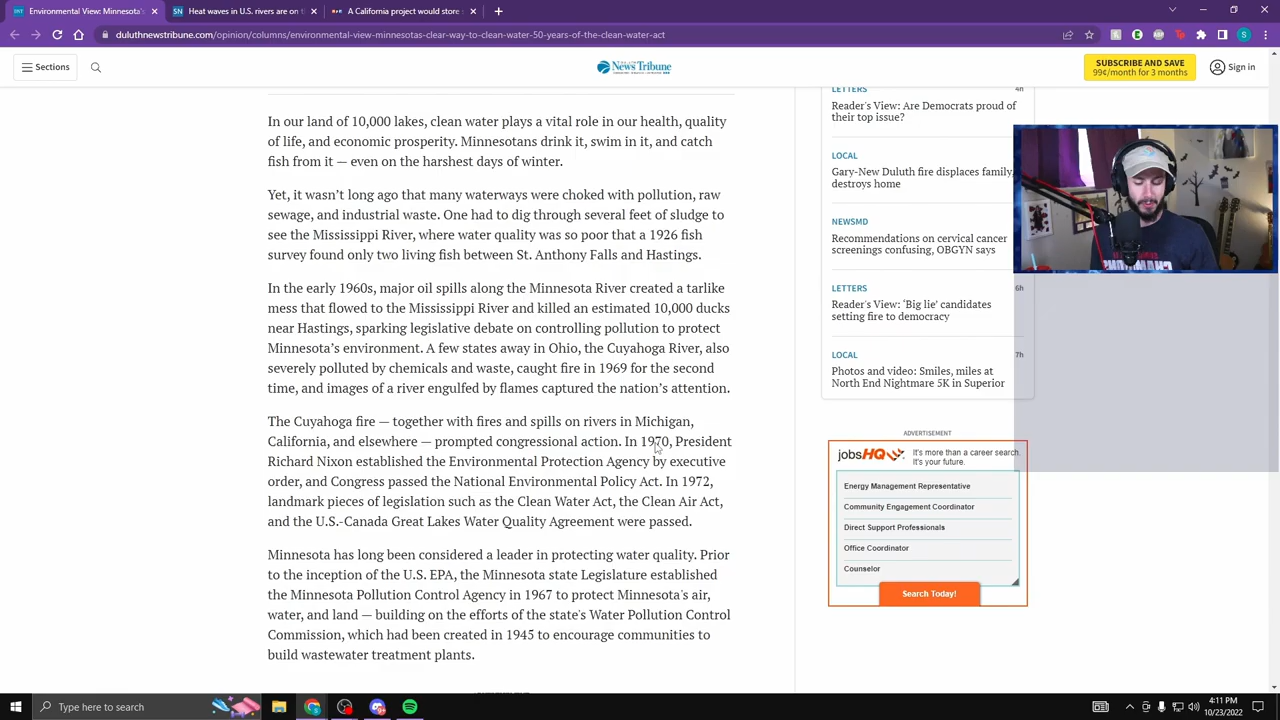 Environmental View: Minnesota's
Heat waves in U.S. rivers on the
A California project to collect
duluthnewstribune.com/opinion/columns/environmental-view-minnesotas-clean-water-act
Sections
News Tribune
SUBSCRIBE AND SAVE
99¢/month for 3 months
Sign in
In our land of 10,000 lakes, clean water plays a vital role in our health, quality
of life, and economic prosperity. Minnesotans drink it, swim in it, and catch
fish from it — even on the harshest days of winter.
Yet, it wasn't long ago that many waterways were choked with pollution, raw
sewage, and industrial waste. One had to dig through several feet of sludge to
see the Mississippi River, where water quality was so poor that a 1926 fish
survey found only two living fish between St. Anthony Falls and Hastings.
In the early 1960s, major oil spills along the Minnesota River created a tarlike
mess that flowed to the Mississippi River and killed an estimated 10,000 ducks
near Hastings, sparking legislative debate on controlling pollution to protect
Minnesota's environment. A few states away in Ohio, the Cuyahoga River, also
severely polluted by chemicals and waste, caught fire in 1969 for the second
time, and images of a river engulfed by flames captured the nation's attention.
The Cuyahoga fire — together with fires and spills on rivers in Michigan,
California, and elsewhere — prompted congressional action. In 1970, President
Richard Nixon established the Environmental Protection Agency by executive
order, and Congress passed the National Environmental Policy Act. In 1972,
landmark pieces of legislation such as the Clean Water Act, the Clean Air Act,
and the U.S.-Canada Great Lakes Water Quality Agreement were passed.
Minnesota has long been considered a leader in protecting water quality. Prior
to the inception of the U.S. EPA, the Minnesota state Legislature established
the Minnesota Pollution Control Agency in 1967 to protect Minnesota's air,
water, and land — building on the efforts of the state's Water Pollution Control
Commission, which had been created in 1945 to encourage communities to
build wastewater treatment plants.
LETTERS
4h
Reader's View: Are Democrats proud of
their top issue?
LOCAL
Gary-New Duluth fire displaces family,
destroys home
NEWSMD
Recommendations on cervical cancer
screenings confusing, OBGYN says
LETTERS
6h
Reader's View: 'Big lie' candidates
setting fire to democracy
LOCAL
7h
Photos and video: Smiles, miles at
North End Nightmare 5K in Superior
ADVERTISEMENT
jobsHQ
It's more than a career search.
It's your future.
Energy Management Representative
Community Engagement Coordinator
Direct Support Professionals
Office Coordinator
Counselor
Search Today!
Type here to search
4:11 PM
10/23/2022